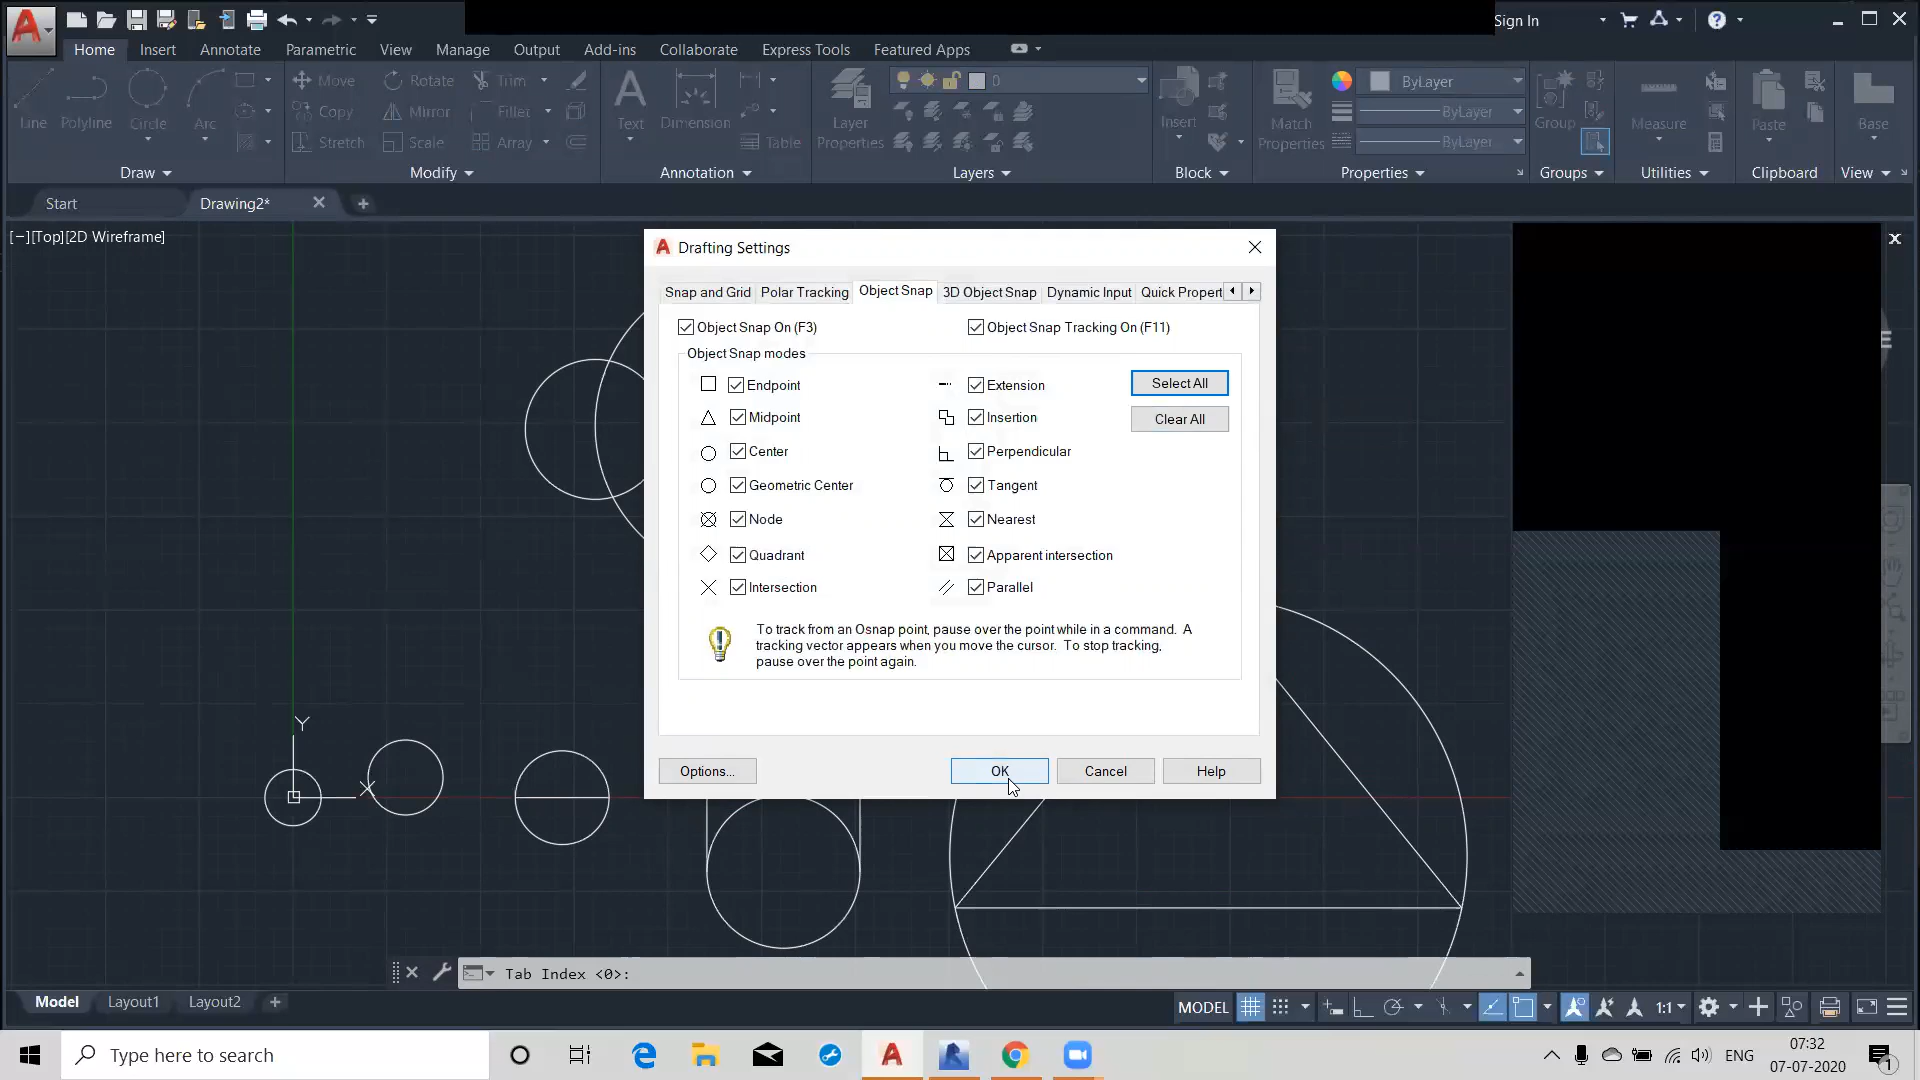 Sign In
Home Insert Annotate Parametric View Manage Output Add-ins Collaborate Express Tools Featured Apps
Line Polyline Circle Arc
Move Rotate Trim
Copy Mirror Fillet
Stretch Scale Array
Text Dimension Table
Layer Properties
0
Insert
Match Properties
ByLayer
ByLayer
ByLayer
Group Measure Paste Base
Draw Modify Annotation Layers Block Properties Groups Utilities Clipboard View
Start Drawing2*
[−][Top][2D Wireframe]
Drafting Settings
Snap and Grid Polar Tracking Object Snap 3D Object Snap Dynamic Input Quick Propert
Object Snap On (F3) Object Snap Tracking On (F11)
Object Snap modes
Endpoint Extension Select All
Midpoint Insertion Clear All
Center Perpendicular
Geometric Center Tangent
Node Nearest
Quadrant Apparent intersection
Intersection Parallel
To track from an Osnap point, pause over the point while in a command. A
tracking vector appears when you move the cursor. To stop tracking,
pause over the point again.
Options... OK Cancel Help
Y
X
Tab Index <0>:
Model Layout1 Layout2
MODEL 1:1
Type here to search
ENG
07:32
07-07-2020
1